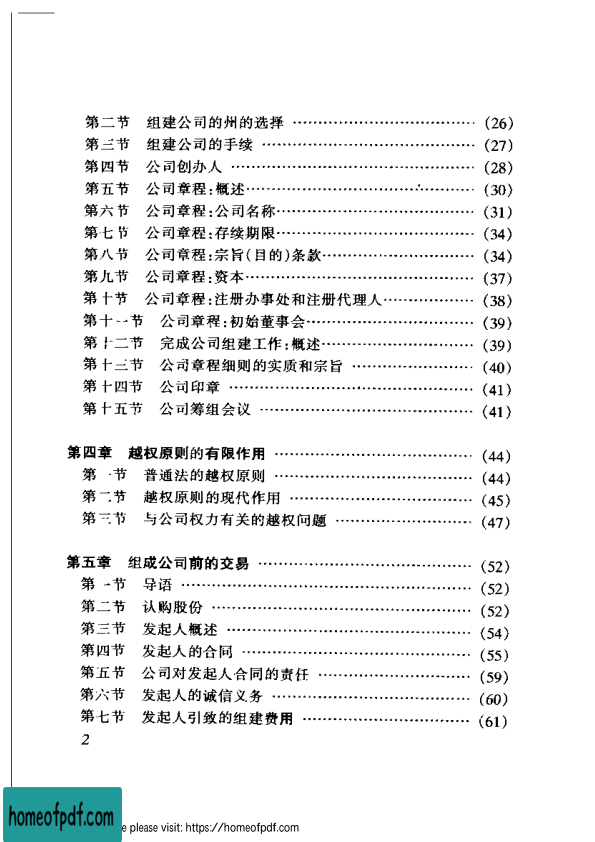 第二节 组建公司的州的选择 …………………………… (26)
第三节 组建公司的手续 …………………………… (27)
第四节 公司创办人 …………………………… (28)
第五节 公司章程:概述…………………………… (30)
第六节 公司章程:公司名称…………………………… (31)
第七节 公司章程:存续期限…………………………… (34)
第八节 公司章程:宗旨(目的)条款…………………………… (34)
第九节 公司章程:资本…………………………… (37)
第十节 公司章程:注册办事处和注册代理人…………… (38)
第十一节 公司章程:初始董事会…………………………… (39)
第十二节 完成公司组建工作:概述…………………………… (39)
第十三节 公司章程细则的实质和宗旨 …………………… (40)
第十四节 公司印章 …………………………… (41)
第十五节 公司筹组会议 …………………………… (41)
第四章 越权原则的有限作用 …………………………… (44)
第一节 普通法的越权原则 …………………………… (44)
第二节 越权原则的现代作用 …………………………… (45)
第三节 与公司权力有关的越权问题 …………………… (47)
第五章 组成公司前的交易 …………………………… (52)
第一节 导语 …………………………… (52)
第二节 认购股份 …………………………… (52)
第三节 发起人概述 …………………………… (54)
第四节 发起人的合同 …………………………… (55)
第五节 公司对发起人合同的责任 …………………… (59)
第六节 发起人的诚信义务 …………………………… (60)
第七节 发起人引致的组建费用 …………………… (61)
2
homeofpdf.com
e please visit: https://homeofpdf.com